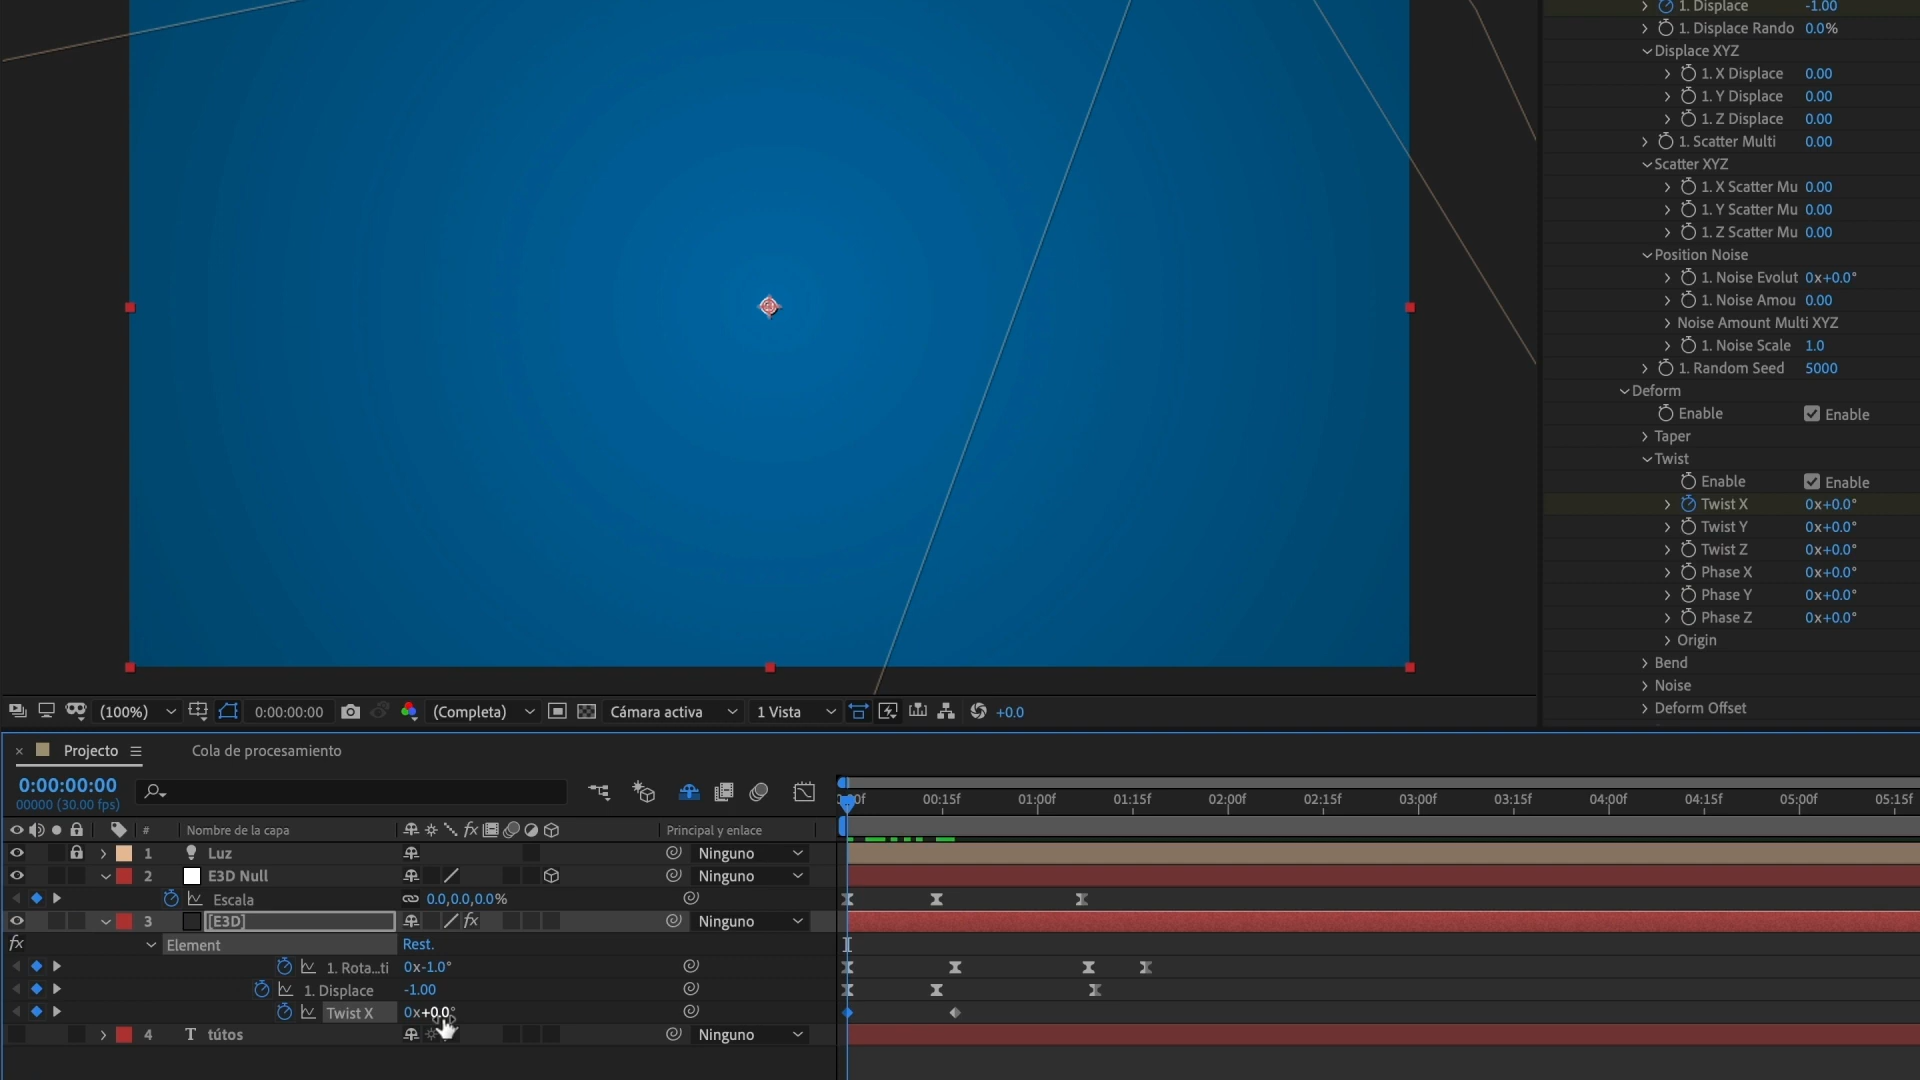 1. Displace -1.00
1. Displace Rando 0.0%
Displace XYZ
1. X Displace 0.00
1. Y Displace 0.00
1. Z Displace 0.00
1. Scatter Multi 0.00
Scatter XYZ
1. X Scatter Mu 0.00
1. Y Scatter Mu 0.00
1. Z Scatter Mu 0.00
Position Noise
1. Noise Evolut 0x+0.0°
1. Noise Amou 0.00
Noise Amount Multi XYZ
1. Noise Scale 1.0
1. Random Seed 5000
Deform
Enable Enable
Taper
Twist
Enable Enable
Twist X 0x+0.0°
Twist Y 0x+0.0°
Twist Z 0x+0.0°
Phase X 0x+0.0°
Phase Y 0x+0.0°
Phase Z 0x+0.0°
Origin
Bend
Noise
Deform Offset
(100%) 0:00:00:00 (Completa) Cámara activa 1 Vista +0.0
Projecto Cola de procesamiento
0:00:00:00
00000 (30.00 fps)
00f 00:15f 01:00f 01:15f 02:00f 02:15f 03:00f 03:15f 04:00f 04:15f 05:00f 05:15f
# Nombre de la capa fx Principal y enlace
1 Luz Ninguno
2 E3D Null Ninguno
Escala 0.0,0.0,0.0%
3 [E3D] fx Ninguno
fx Element Rest.
1. Rota...ti 0x-1.0°
1. Displace -1.00
Twist X 0x+0.0°
4 T tútos Ninguno